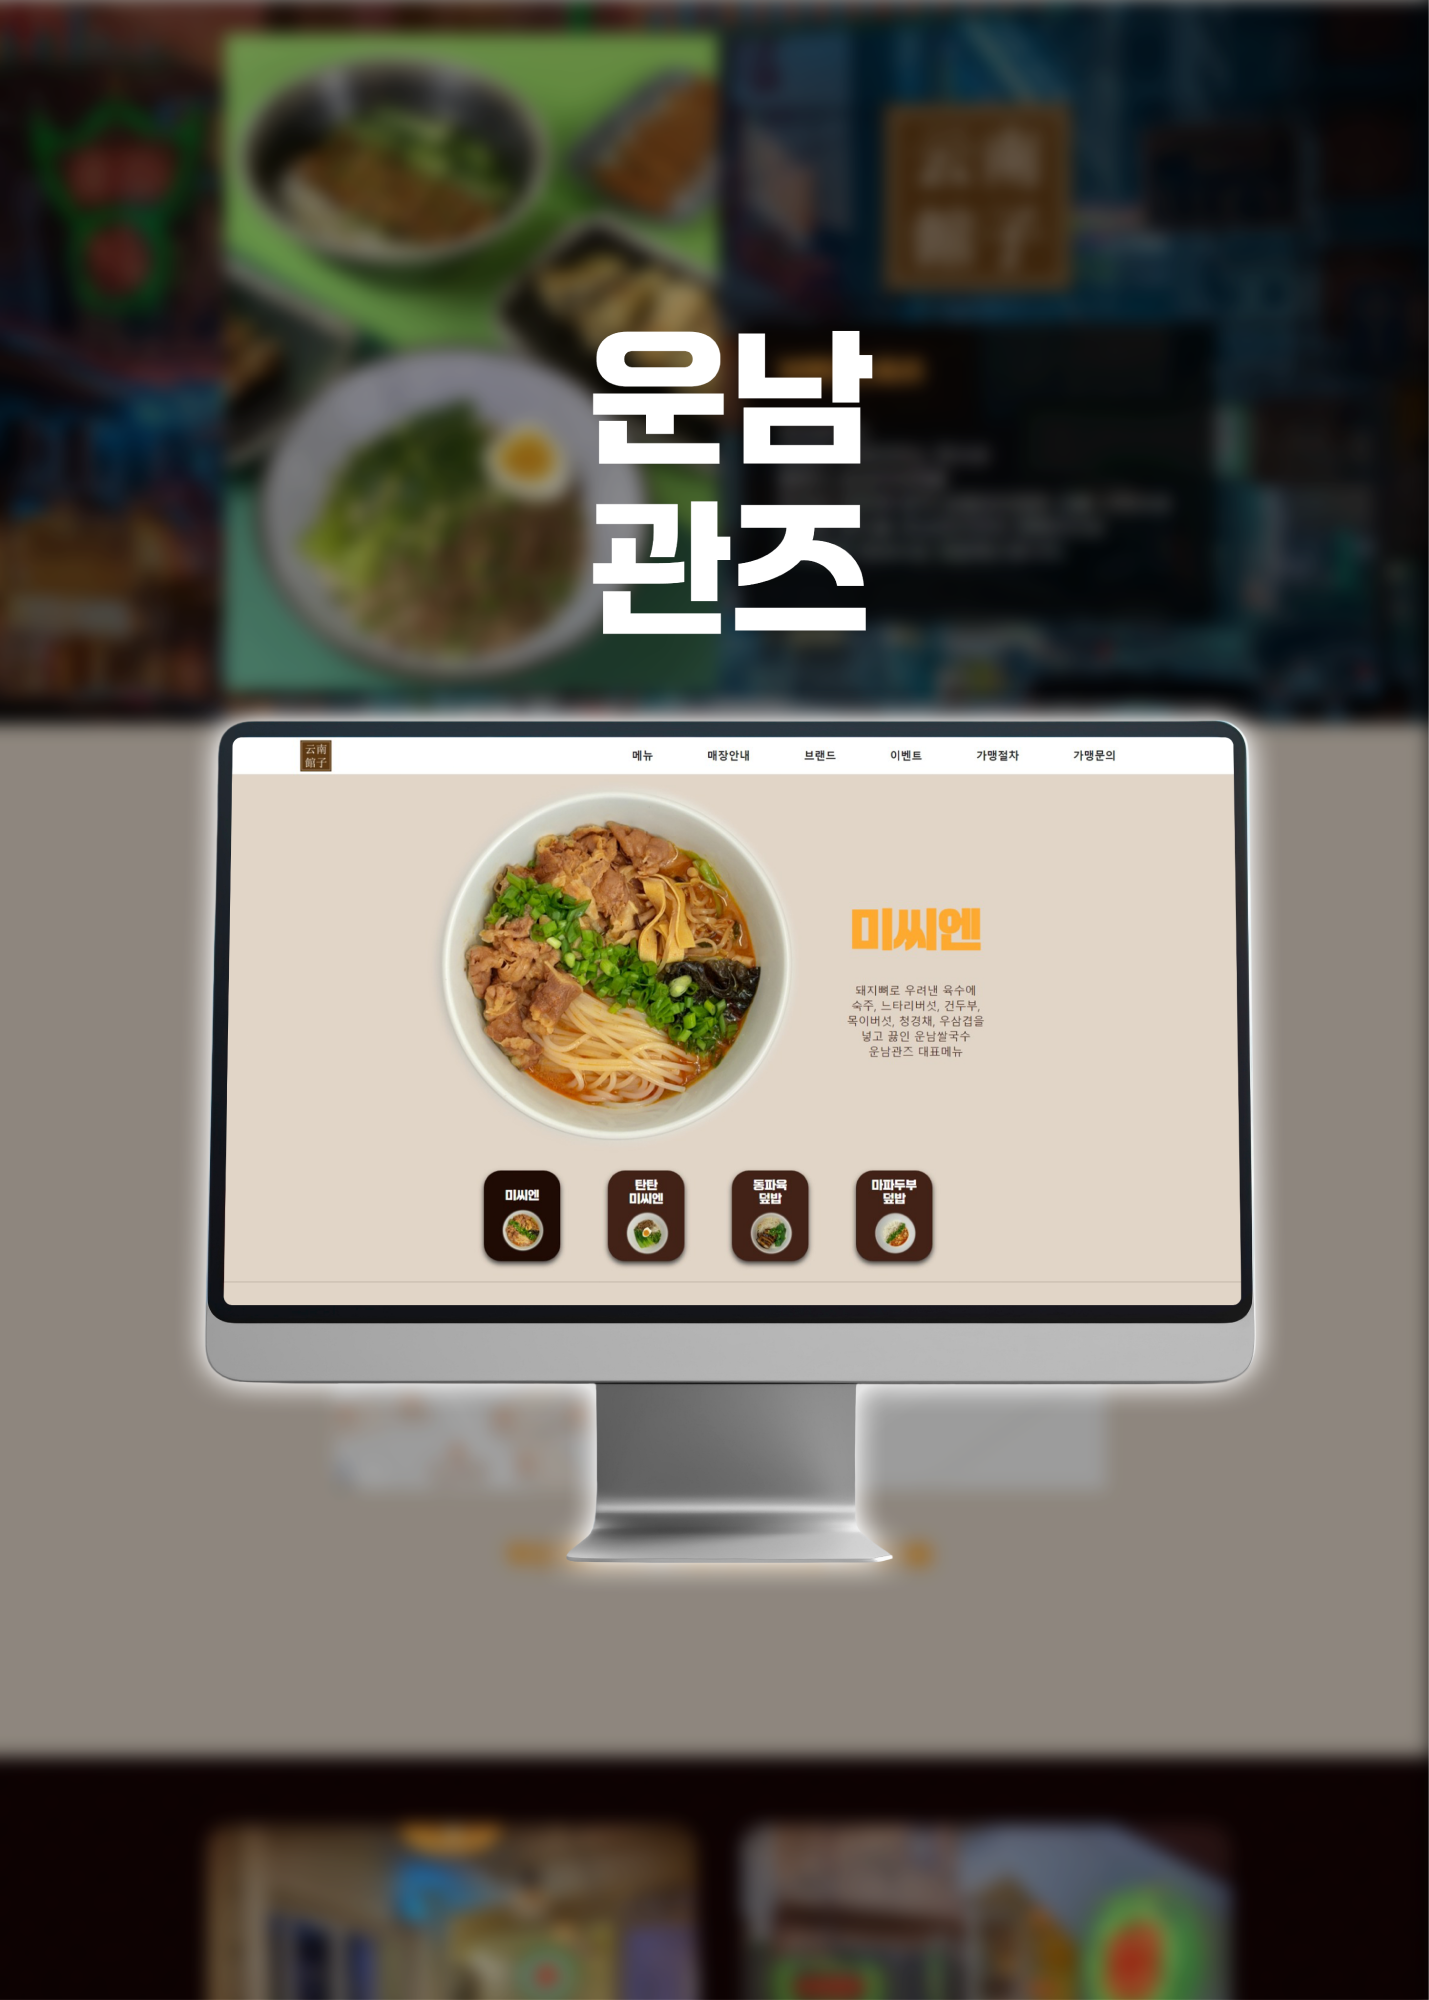 云南
館子
운남
관즈
云南
館子
메뉴
매장안내
브랜드
이벤트
가맹절차
가맹문의
미씨엔
돼지뼈로 우려낸 육수에
숙주, 느타리버섯, 건두부,
목이버섯, 청경채, 우삼겹을
넣고 끓인 운남쌀국수
운남관즈 대표메뉴
미씨엔
탄탄
미씨엔
동파육
덮밥
마파두부
덮밥